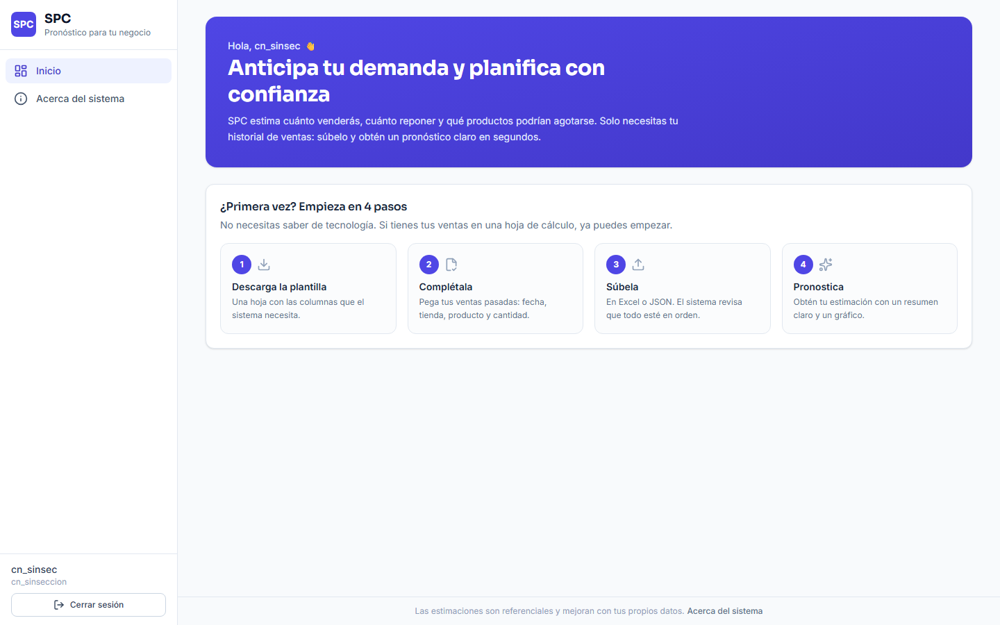 SPC
SPC
Pronóstico para tu negocio
Inicio
Acerca del sistema
cn_sinsec
cn_sinseccion
Cerrar sesión
Hola, cn_sinsec 👋
Anticipa tu demanda y planifica con
confianza
SPC estima cuánto venderás, cuánto reponer y qué productos podrían agotarse. Solo necesitas tu
historial de ventas: súbelo y obtén un pronóstico claro en segundos.
¿Primera vez? Empieza en 4 pasos
No necesitas saber de tecnología. Si tienes tus ventas en una hoja de cálculo, ya puedes empezar.
1
Descarga la plantilla
Una hoja con las columnas que el
sistema necesita.
2
Complétala
Pega tus ventas pasadas: fecha,
tienda, producto y cantidad.
3
Súbela
En Excel o JSON. El sistema revisa
que todo esté en orden.
4
Pronostica
Obtén tu estimación con un resumen
claro y un gráfico.
Las estimaciones son referenciales y mejoran con tus propios datos. Acerca del sistema